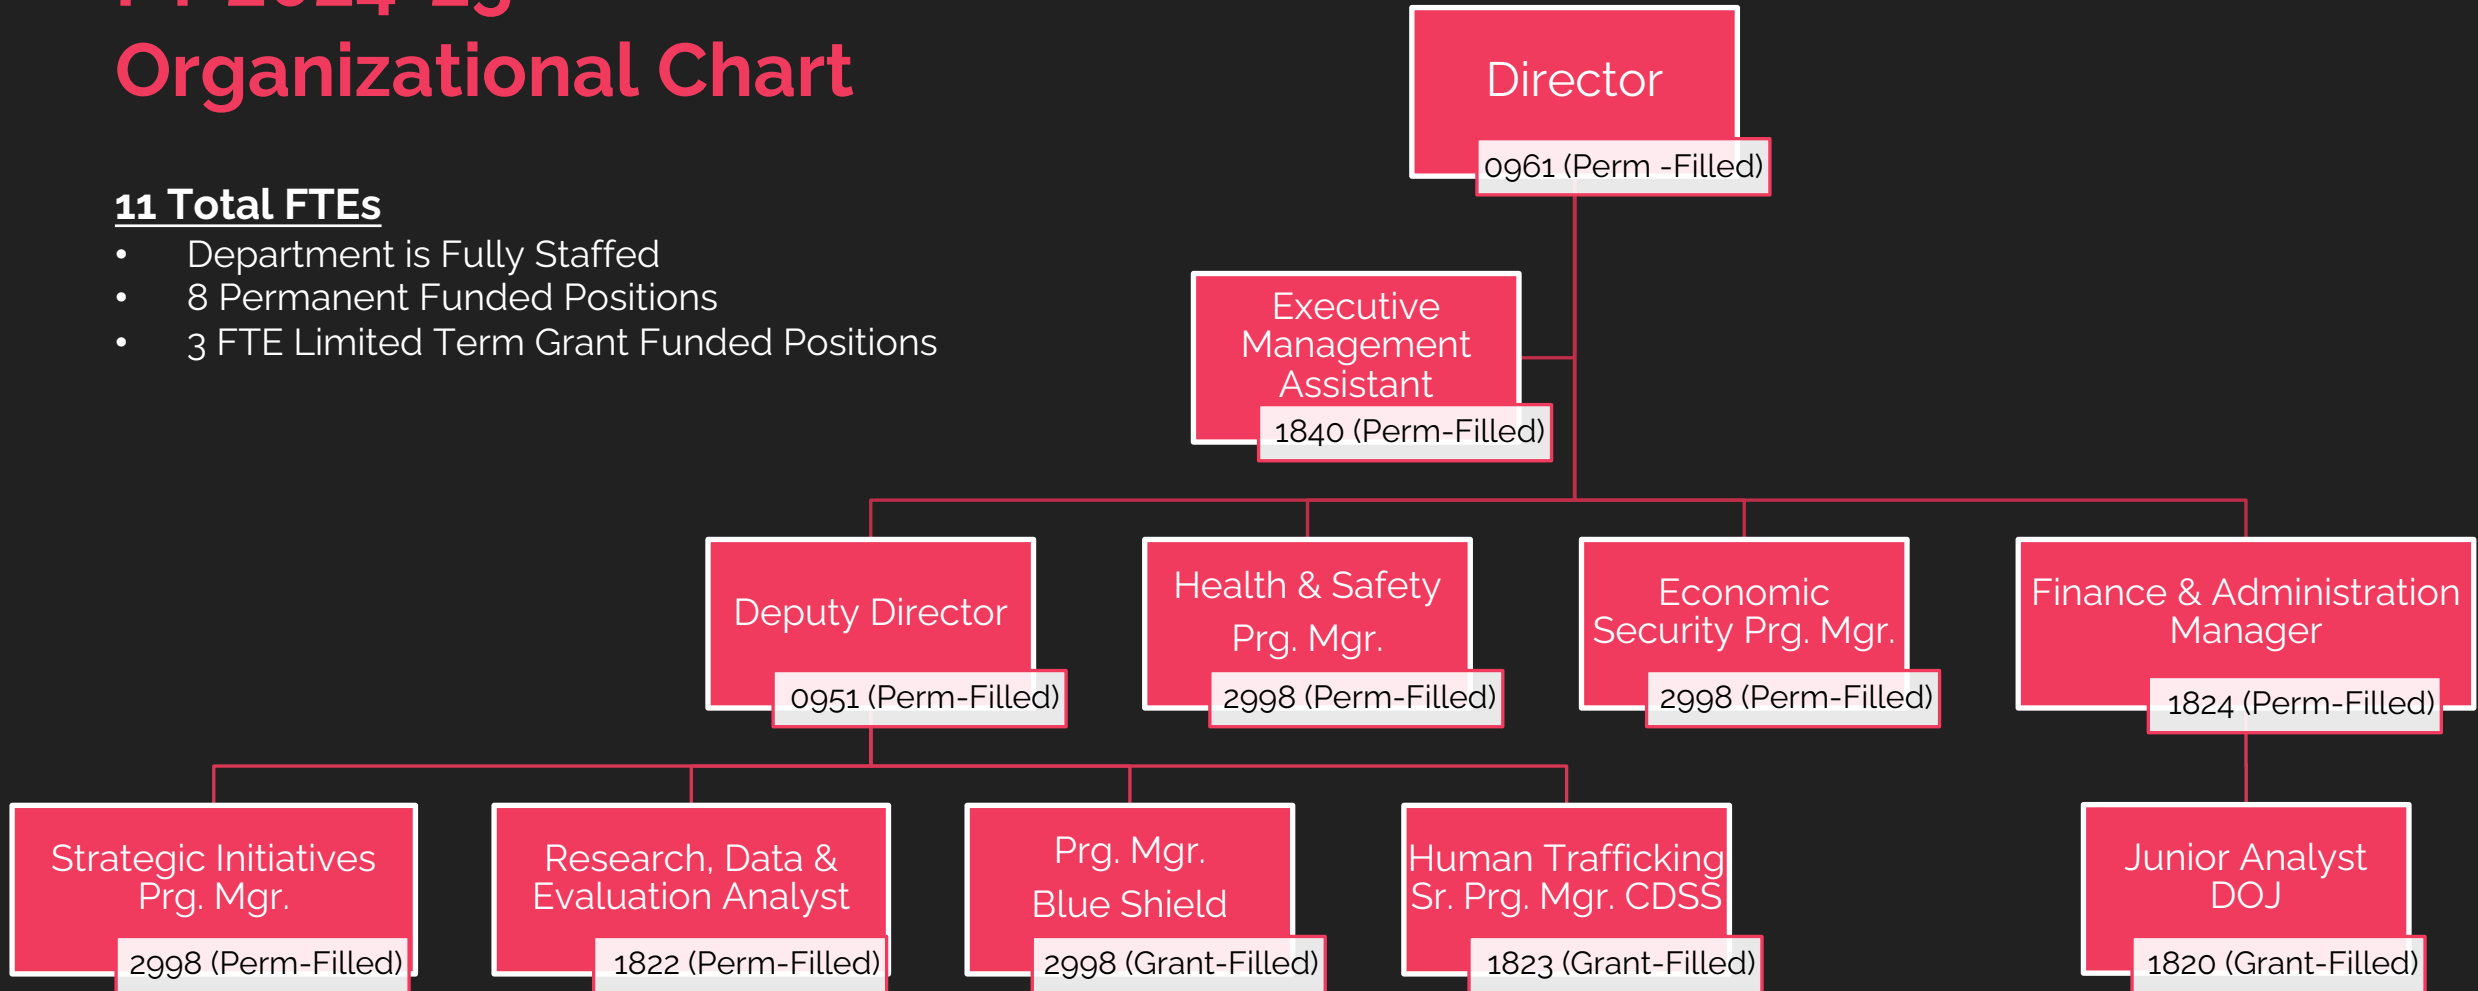 FY 2024-25
Organizational Chart
11 Total FTEs
• Department is Fully Staffed
• 8 Permanent Funded Positions
• 3 FTE Limited Term Grant Funded Positions
Director
0961 (Perm -Filled)
Executive
Management
Assistant
1840 (Perm-Filled)
Deputy Director
0951 (Perm-Filled)
Health & Safety
Prg. Mgr.
2998 (Perm-Filled)
Economic
Security Prg. Mgr.
2998 (Perm-Filled)
Finance & Administration
Manager
1824 (Perm-Filled)
Strategic Initiatives
Prg. Mgr.
2998 (Perm-Filled)
Research, Data &
Evaluation Analyst
1822 (Perm-Filled)
Prg. Mgr.
Blue Shield
2998 (Grant-Filled)
Human Trafficking
Sr. Prg. Mgr. CDSS
1823 (Grant-Filled)
Junior Analyst
DOJ
1820 (Grant-Filled)